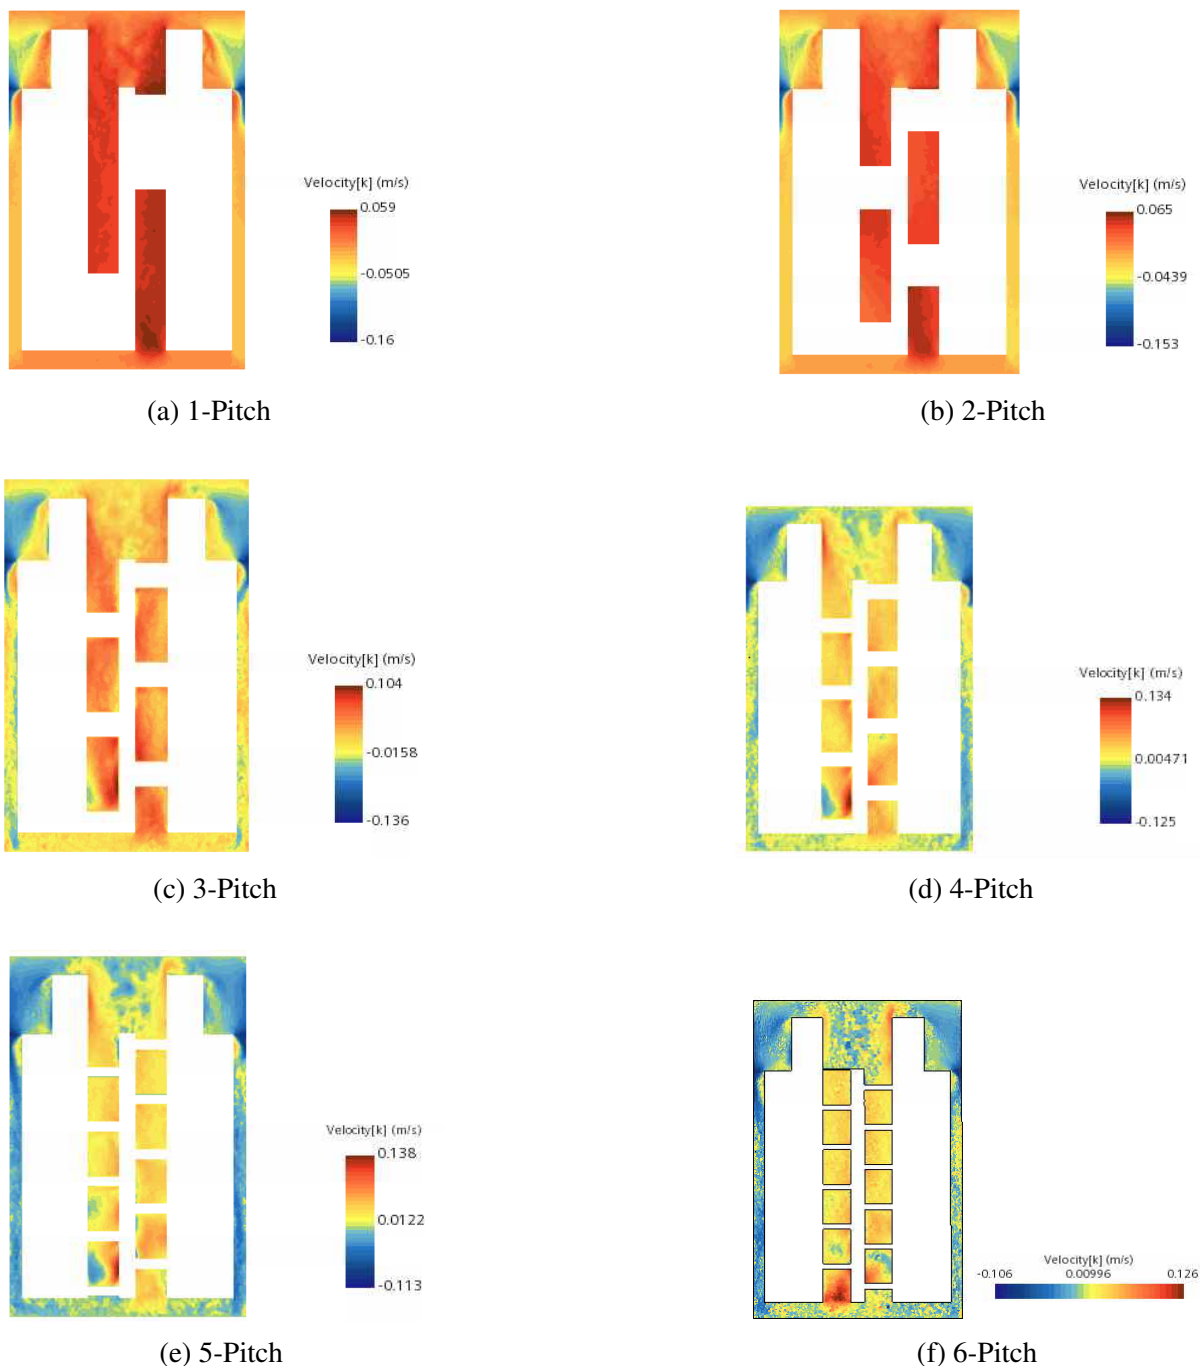 Velocity[k] (m/s)
0.059
-0.0505
-0.16
(a) 1-Pitch
Velocity[k] (m/s)
0.065
-0.0439
-0.153
(b) 2-Pitch
Velocity[k] (m/s)
0.104
-0.0158
-0.136
(c) 3-Pitch
Velocity[k] (m/s)
0.134
0.00471
-0.125
(d) 4-Pitch
Velocity[k] (m/s)
0.138
0.0122
-0.113
(e) 5-Pitch
Velocity[k] (m/s)
-0.106 0.00996 0.126
(f) 6-Pitch